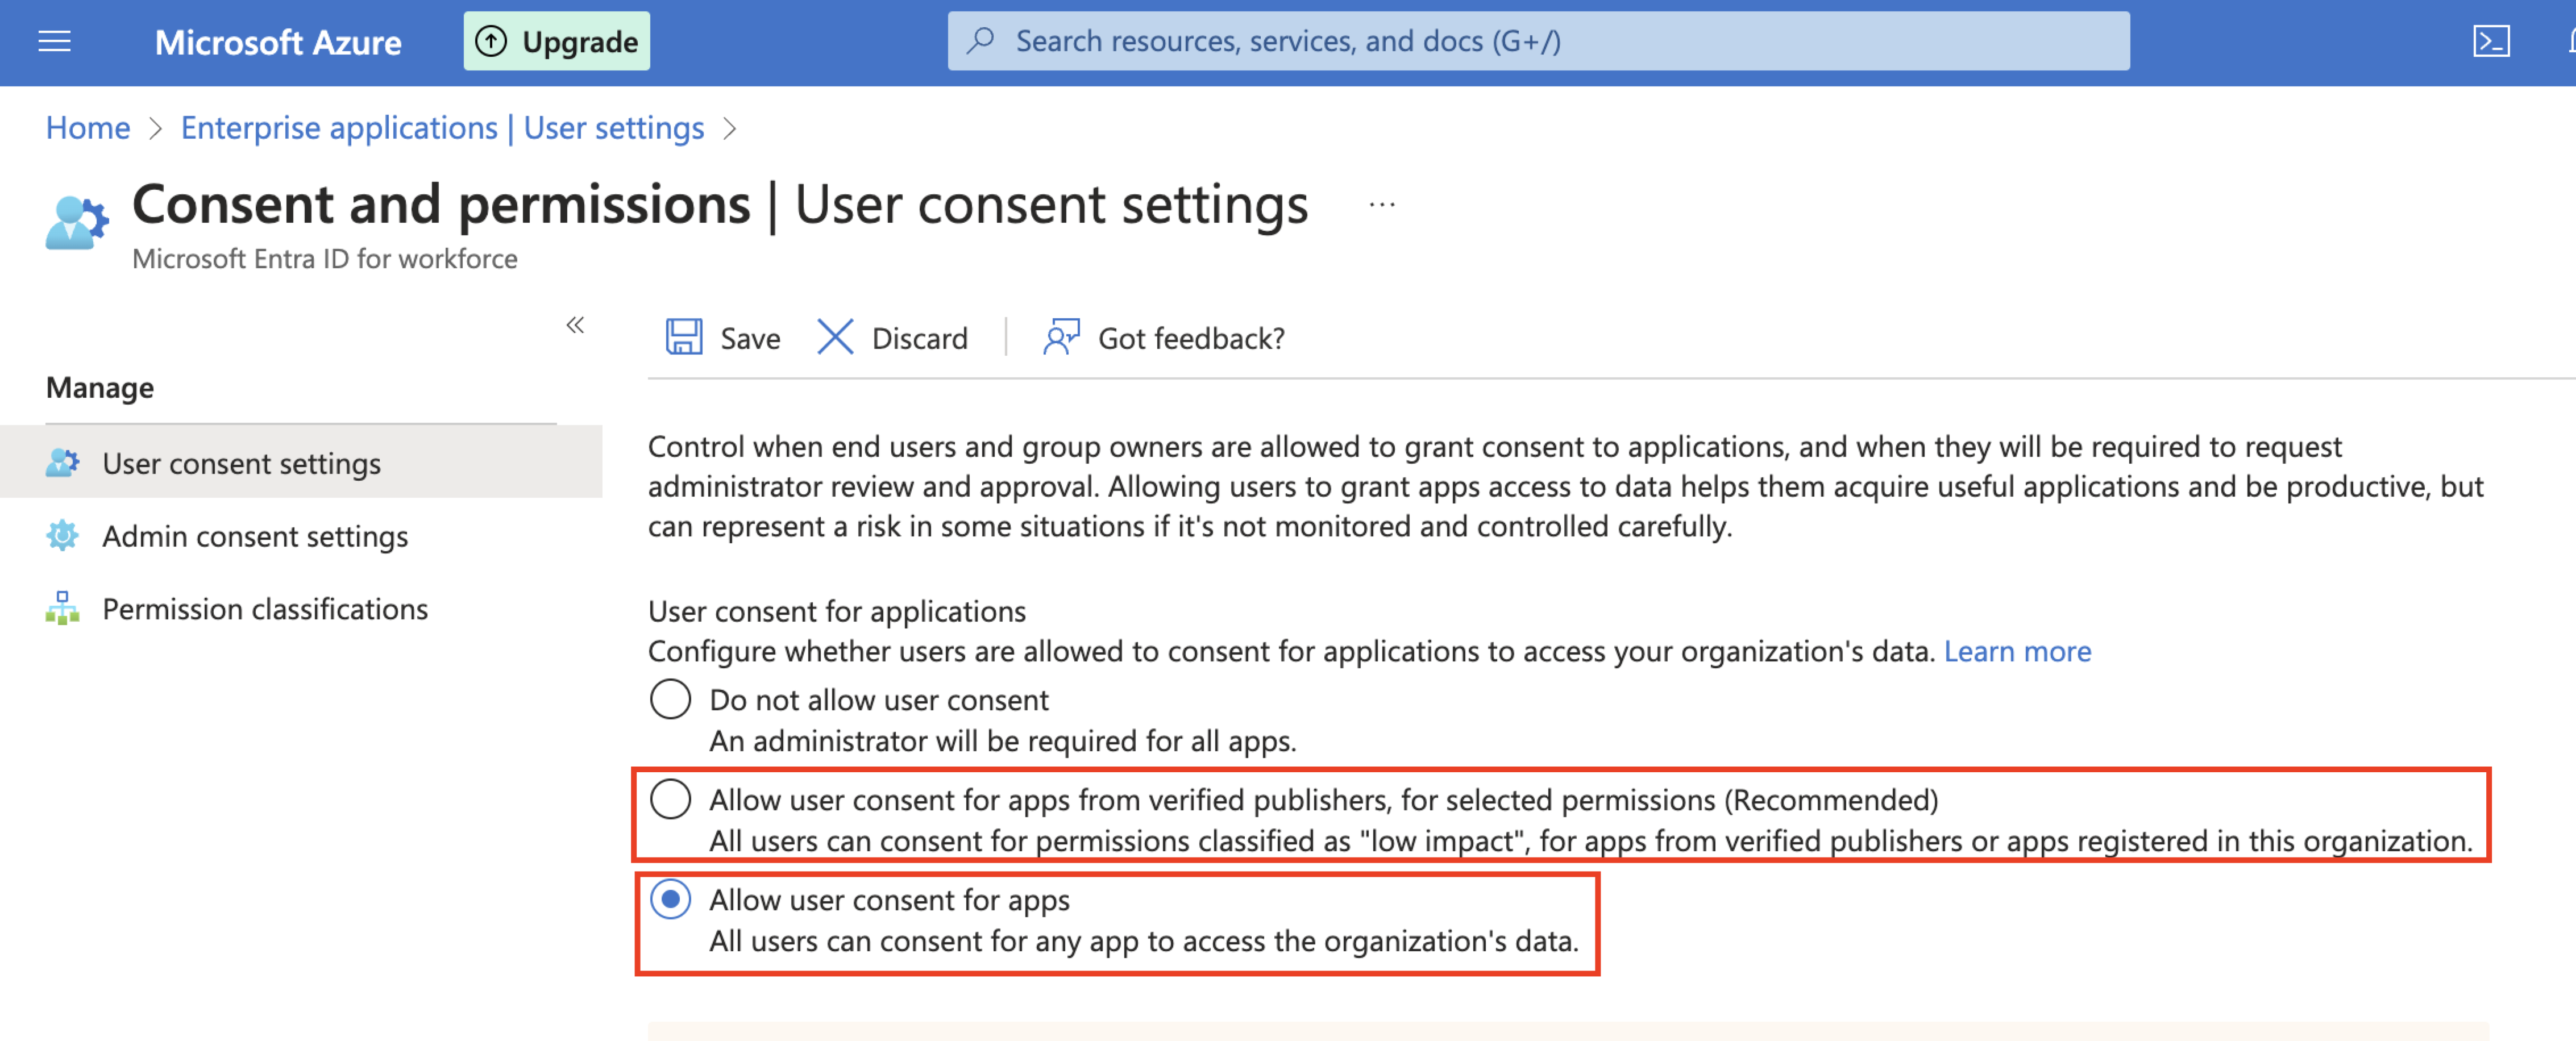 Microsoft Azure
Upgrade
Search resources, services, and docs (G+/)
Home > Enterprise applications | User settings >
Consent and permissions | User consent settings ...
Microsoft Entra ID for workforce
«
Save
Discard
Got feedback?
Manage
User consent settings
Admin consent settings
Permission classifications
Control when end users and group owners are allowed to grant consent to applications, and when they will be required to request
administrator review and approval. Allowing users to grant apps access to data helps them acquire useful applications and be productive, but
can represent a risk in some situations if it's not monitored and controlled carefully.
User consent for applications
Configure whether users are allowed to consent for applications to access your organization's data. Learn more
Do not allow user consent
An administrator will be required for all apps.
Allow user consent for apps from verified publishers, for selected permissions (Recommended)
All users can consent for permissions classified as "low impact", for apps from verified publishers or apps registered in this organization.
Allow user consent for apps
All users can consent for any app to access the organization's data.